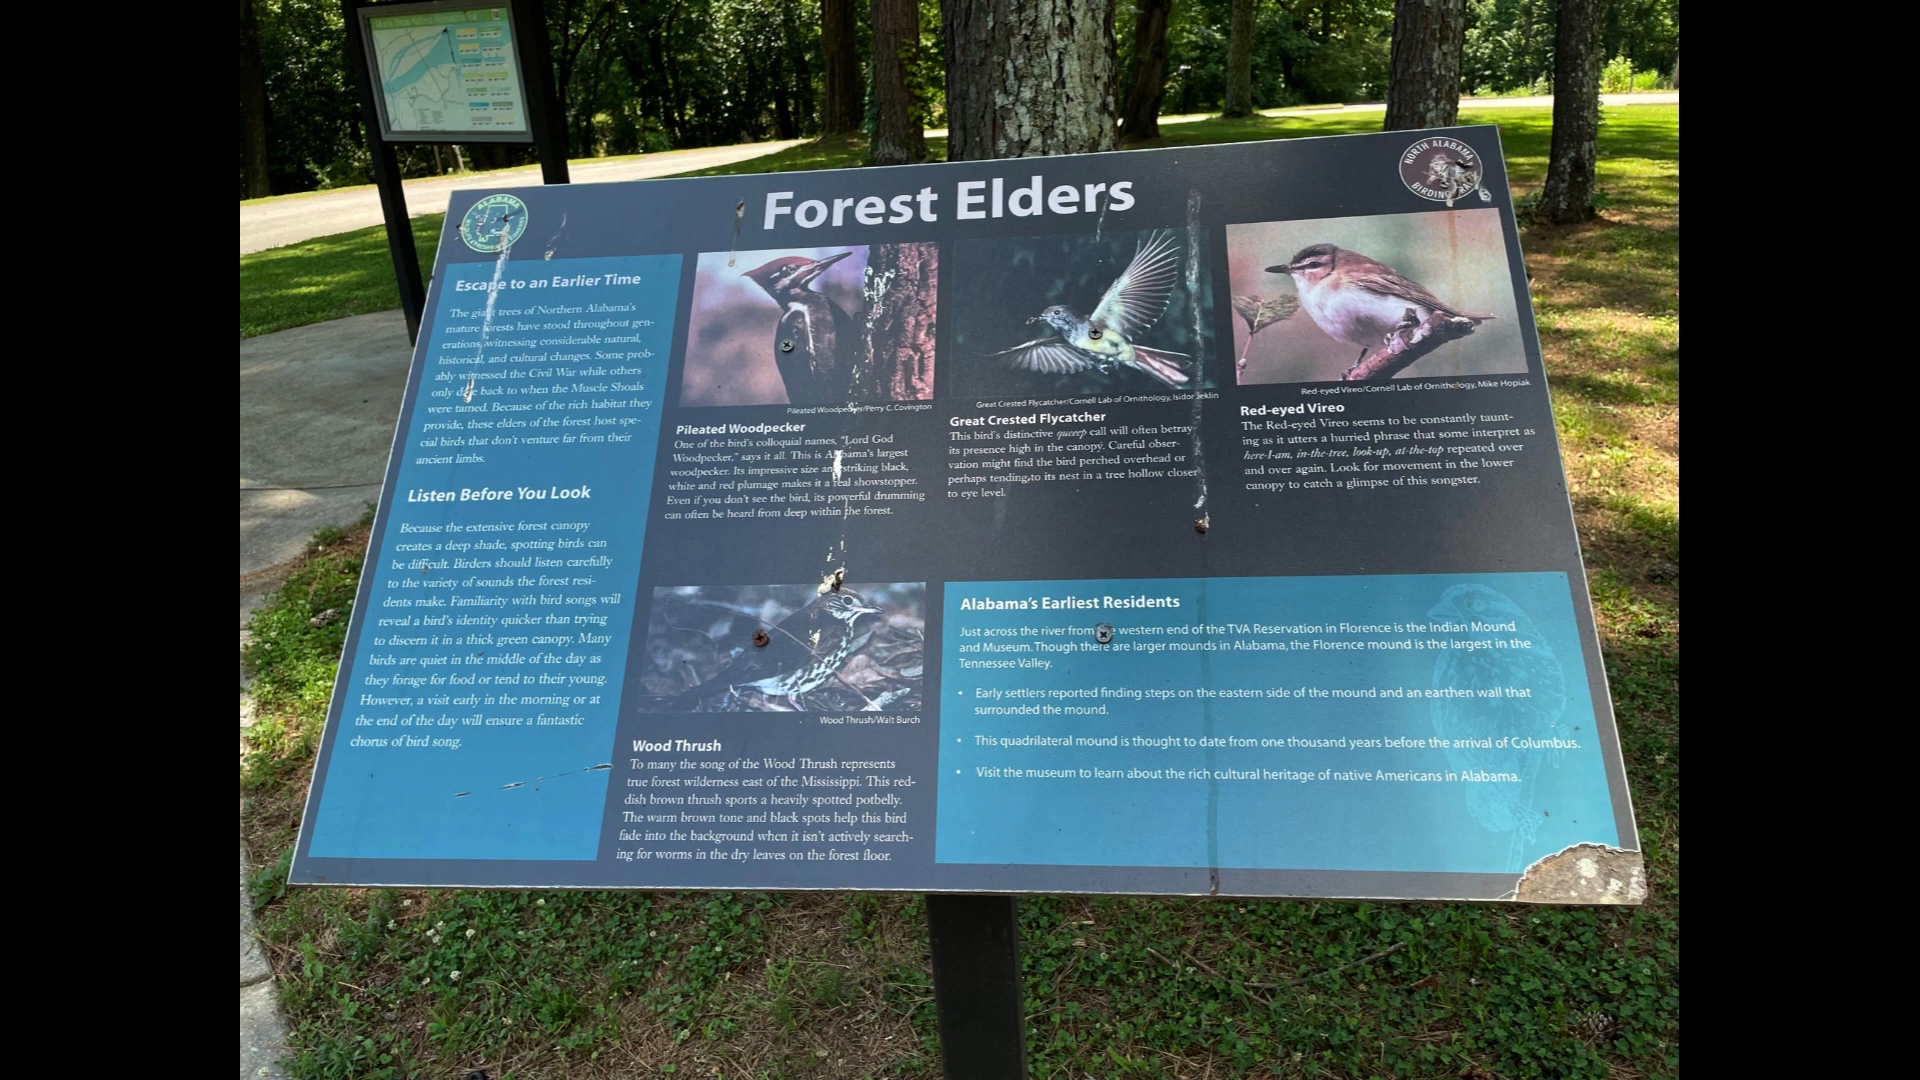 Forest Elders
ALABAMA
NORTH ALABAMA
BIRDING TRAIL
Escape to an Earlier Time
The giant trees of Northern Alabama's
mature forests have stood throughout gen-
erations, witnessing considerable natural,
historical, and cultural changes. Some prob-
ably witnessed the Civil War while others
only date back to when the Muscle Shoals
were tamed. Because of the rich habitat they
provide, these elders of the forest host spe-
cial birds that don't venture far from their
ancient limbs.
Listen Before You Look
Because the extensive forest canopy
creates a deep shade, spotting birds can
be difficult. Birders should listen carefully
to the variety of sounds the forest resi-
dents make. Familiarity with bird songs will
reveal a bird's identity quicker than trying
to discern it in a thick green canopy. Many
birds are quiet in the middle of the day as
they forage for food or tend to their young.
However, a visit early in the morning or at
the end of the day will ensure a fantastic
chorus of bird song.
Pileated Woodpecker/Perry C. Covington
Pileated Woodpecker
One of the bird's colloquial names, "Lord God
Woodpecker," says it all. This is Alabama's largest
woodpecker. Its impressive size and striking black,
white and red plumage makes it a real showstopper.
Even if you don't see the bird, its powerful drumming
can often be heard from deep within the forest.
Great Crested Flycatcher/Cornell Lab of Ornithology, Isidor Jeklin
Great Crested Flycatcher
This bird's distinctive queeep call will often betray
its presence high in the canopy. Careful obser-
vation might find the bird perched overhead or
perhaps tending to its nest in a tree hollow closer
to eye level.
Red-eyed Vireo/Cornell Lab of Ornithology, Mike Hopiak
Red-eyed Vireo
The Red-eyed Vireo seems to be constantly taunt-
ing as it utters a hurried phrase that some interpret as
here-I-am, in-the-tree, look-up, at-the-top repeated over
and over again. Look for movement in the lower
canopy to catch a glimpse of this songster.
Wood Thrush/Walt Burch
Wood Thrush
To many the song of the Wood Thrush represents
true forest wilderness east of the Mississippi. This red-
dish brown thrush sports a heavily spotted potbelly.
The warm brown tone and black spots help this bird
fade into the background when it isn't actively search-
ing for worms in the dry leaves on the forest floor.
Alabama's Earliest Residents
Just across the river from the western end of the TVA Reservation in Florence is the Indian Mound
and Museum. Though there are larger mounds in Alabama, the Florence mound is the largest in the
Tennessee Valley.
• Early settlers reported finding steps on the eastern side of the mound and an earthen wall that
surrounded the mound.
• This quadrilateral mound is thought to date from one thousand years before the arrival of Columbus.
• Visit the museum to learn about the rich cultural heritage of native Americans in Alabama.